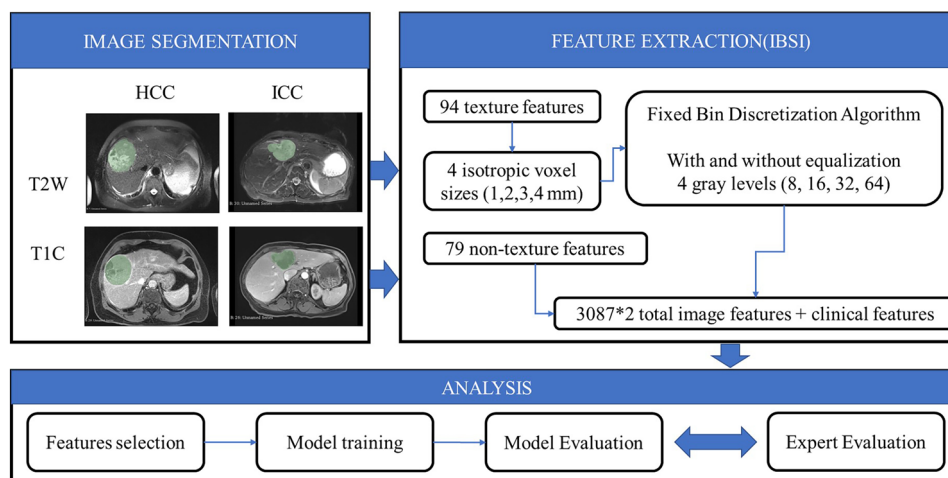 IMAGE SEGMENTATION
HCC
ICC
T2W
T1C
FEATURE EXTRACTION(IBSI)
94 texture features
4 isotropic voxel
sizes (1,2,3,4 mm)
Fixed Bin Discretization Algorithm
With and without equalization
4 gray levels (8, 16, 32, 64)
79 non-texture features
3087*2 total image features + clinical features
ANALYSIS
Features selection
Model training
Model Evaluation
Expert Evaluation